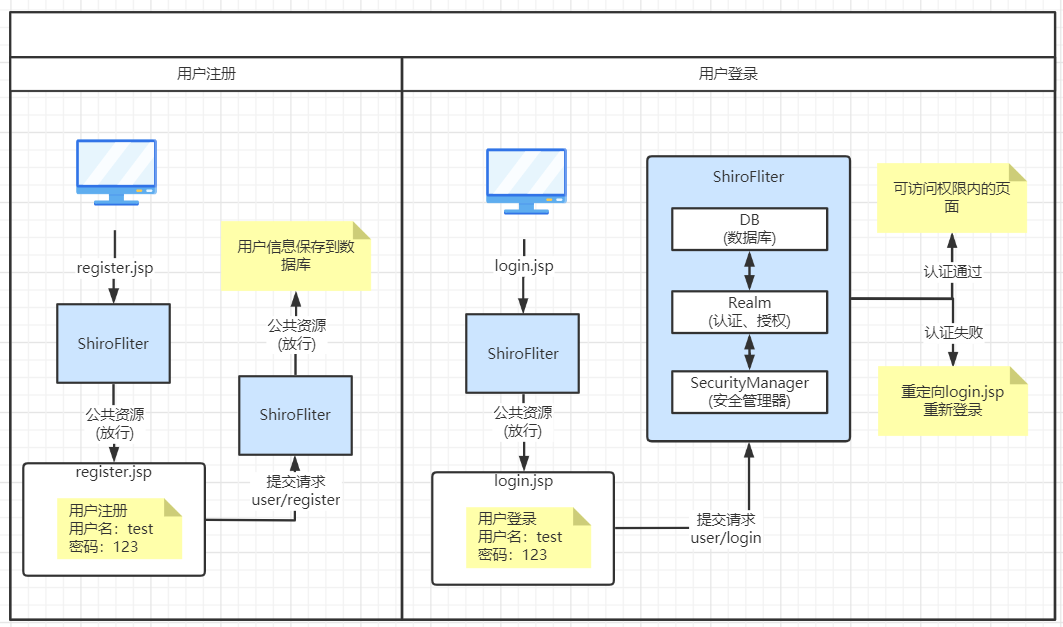 用户注册
用户登录
register.jsp
ShiroFliter
公共资源
(放行)
register.jsp
用户注册
用户名：test
密码：123
提交请求
user/register
ShiroFliter
公共资源
(放行)
用户信息保存到数
据库
login.jsp
ShiroFliter
公共资源
(放行)
login.jsp
用户登录
用户名：test
密码：123
提交请求
user/login
ShiroFliter
DB
(数据库)
Realm
(认证、授权)
SecurityManager
(安全管理器)
可访问权限内的页
面
认证通过
认证失败
重定向login.jsp
重新登录